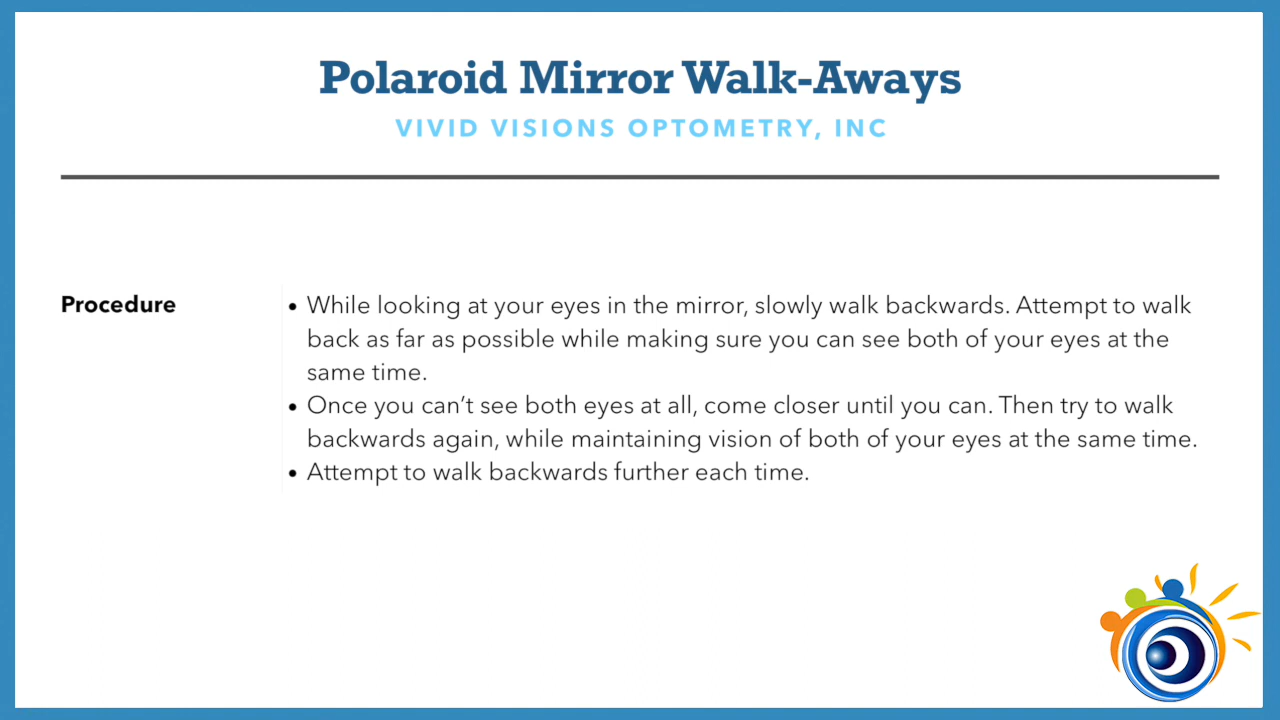 Polaroid Mirror Walk-Aways
VIVID VISIONS OPTOMETRY, INC
Procedure
• While looking at your eyes in the mirror, slowly walk backwards. Attempt to walk
back as far as possible while making sure you can see both of your eyes at the
same time.
• Once you can’t see both eyes at all, come closer until you can. Then try to walk
backwards again, while maintaining vision of both of your eyes at the same time.
• Attempt to walk backwards further each time.